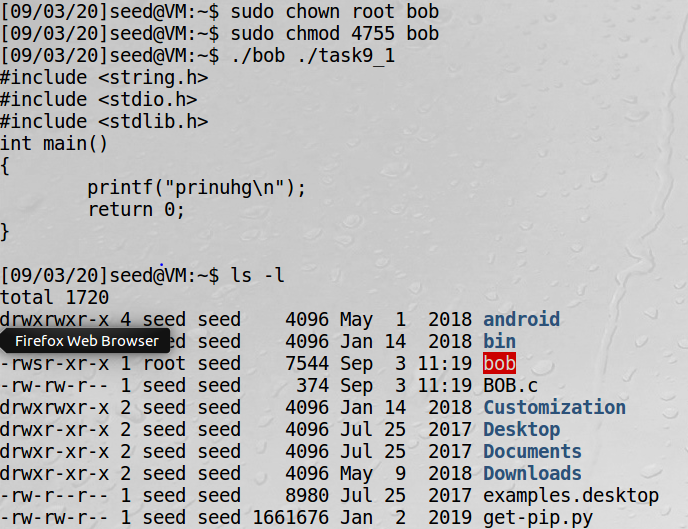 [09/03/20]seed@VM:~$ sudo chown root bob
[09/03/20]seed@VM:~$ sudo chmod 4755 bob
[09/03/20]seed@VM:~$ ./bob ./task9_1
#include <string.h>
#include <stdio.h>
#include <stdlib.h>
int main()
{
        printf("prinuhg\n");
        return 0;
}
[09/03/20]seed@VM:~$ ls -l
total 1720
drwxrwxr-x 4 seed seed    4096 May  1  2018 android
Firefox Web Browser d seed    4096 Jan 14  2018 bin
-rwsr-xr-x 1 root seed    7544 Sep  3 11:19 bob
-rw-rw-r-- 1 seed seed     374 Sep  3 11:19 BOB.c
drwxrwxr-x 2 seed seed    4096 Jan 14  2018 Customization
drwxr-xr-x 2 seed seed    4096 Jul 25  2017 Desktop
drwxr-xr-x 2 seed seed    4096 Jul 25  2017 Documents
drwxr-xr-x 2 seed seed    4096 May  9  2018 Downloads
-rw-r--r-- 1 seed seed    8980 Jul 25  2017 examples.desktop
-rw-rw-r-- 1 seed seed 1661676 Jan  2  2019 get-pip.py